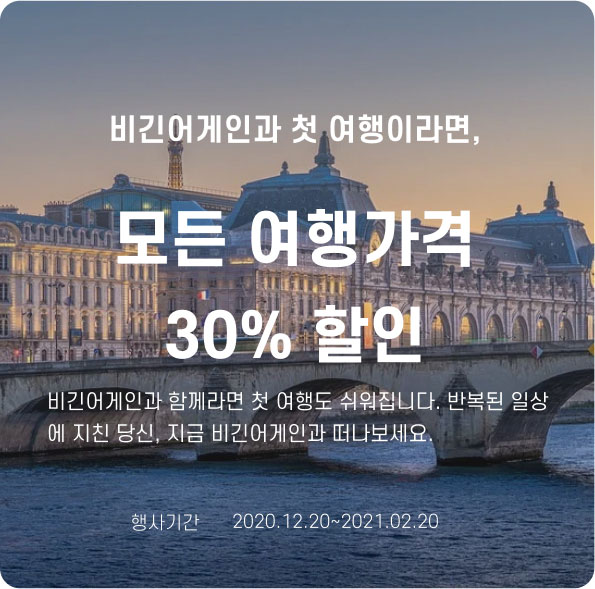 비긴어게인과 첫 여행이라면,
모든 여행가격
30% 할인
비긴어게인과 함께라면 첫 여행도 쉬워집니다. 반복된 일상
에 지친 당신, 지금 비긴어게인과 떠나보세요.
행사기간 2020.12.20~2021.02.20